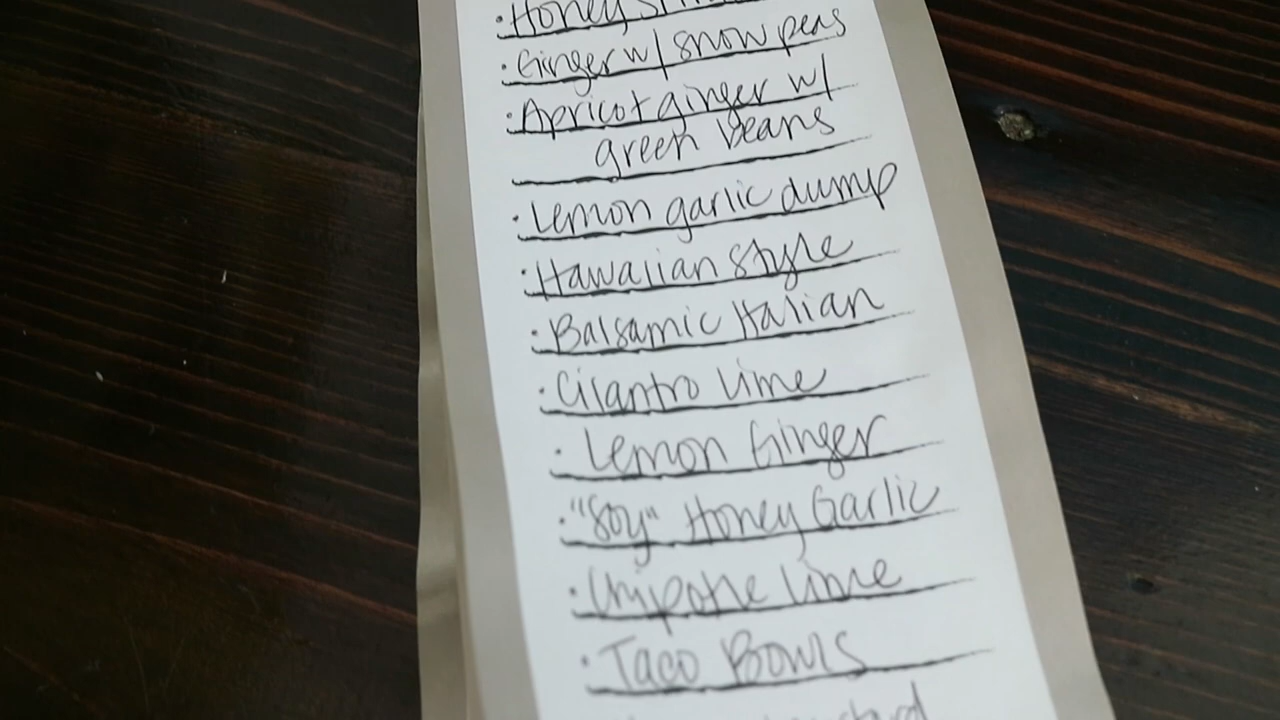 ·Honey
·Ginger w/ snow peas
·Apricot ginger w/
green beans
·Lemon garlic dump
·Hawaiian style
·Balsamic Italian
·Cilantro lime
·Lemon Ginger
·"Soy" Honey Garlic
·Chipotle lime
·Taco Bowls